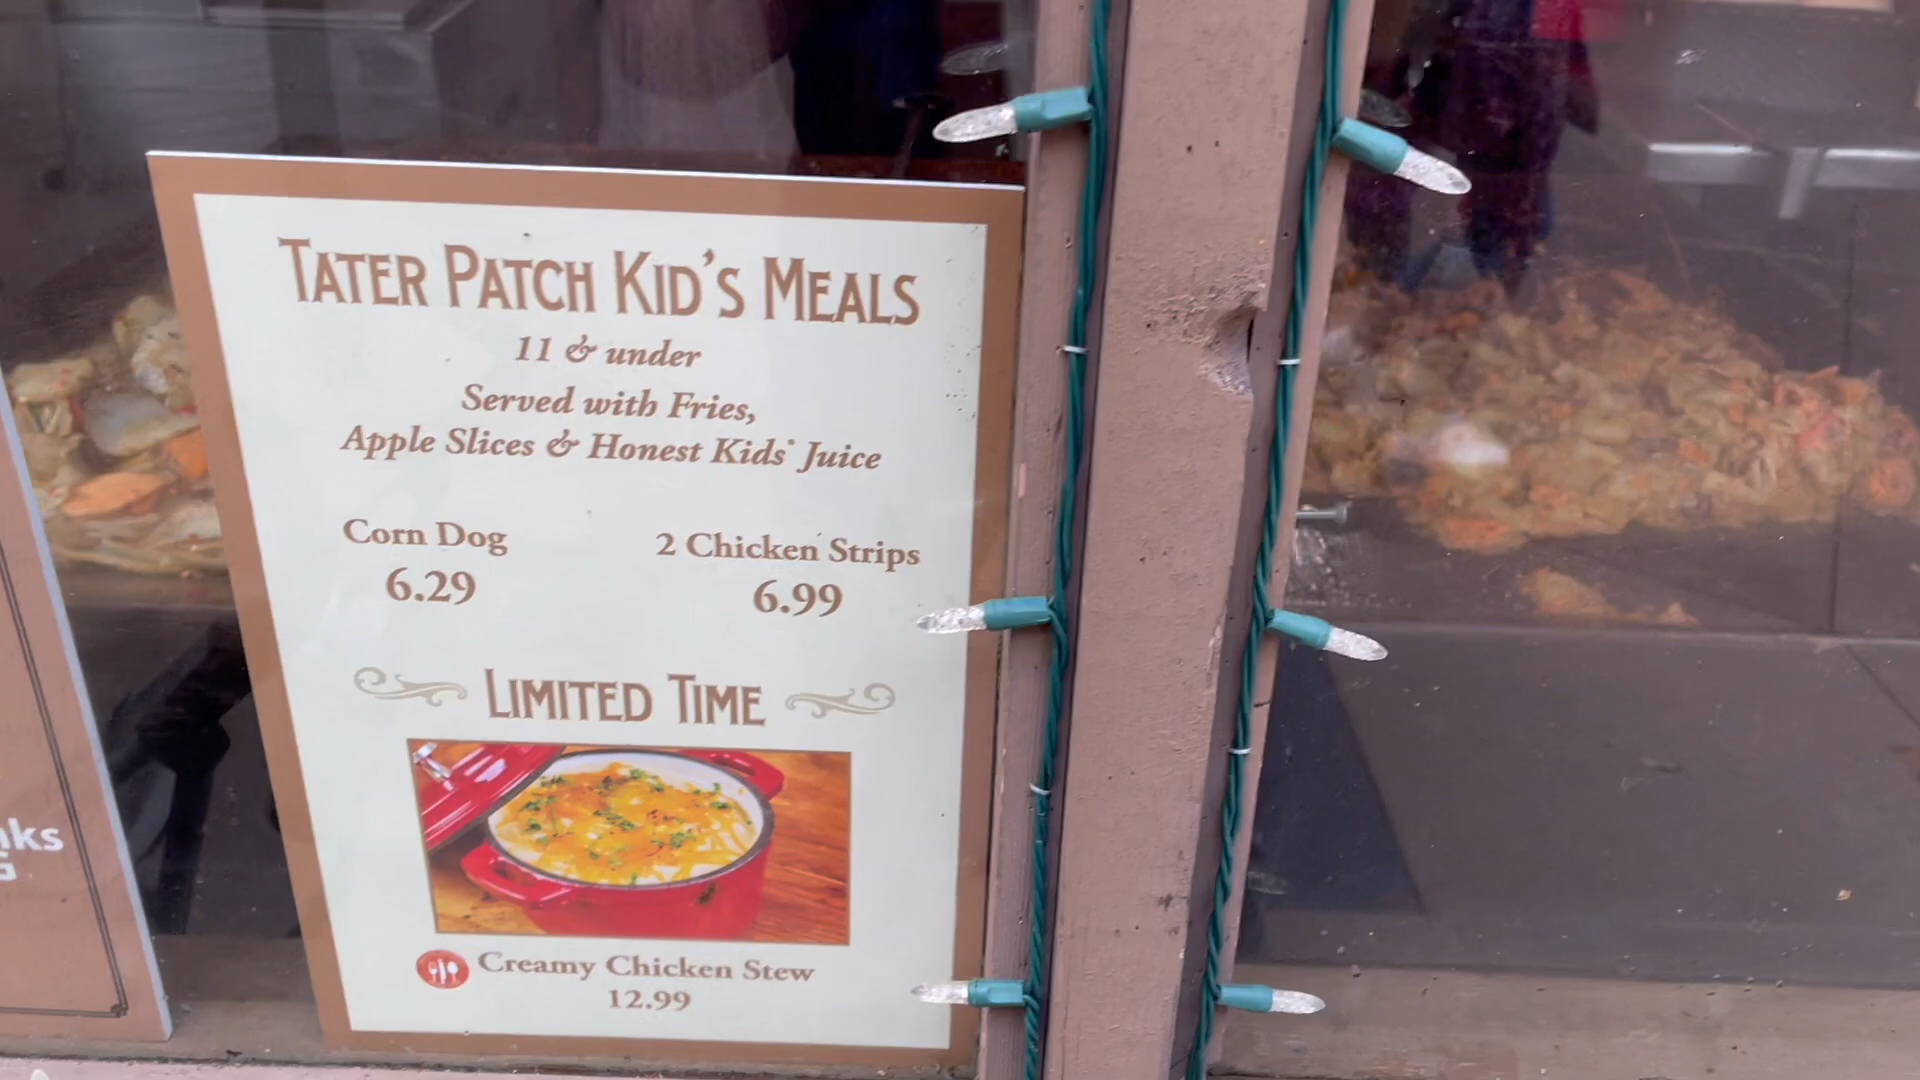 TATER PATCH KID'S MEALS
11 & under
Served with Fries,
Apple Slices & Honest Kids® Juice
Corn Dog
6.29
2 Chicken Strips
6.99
LIMITED TIME
Creamy Chicken Stew
12.99